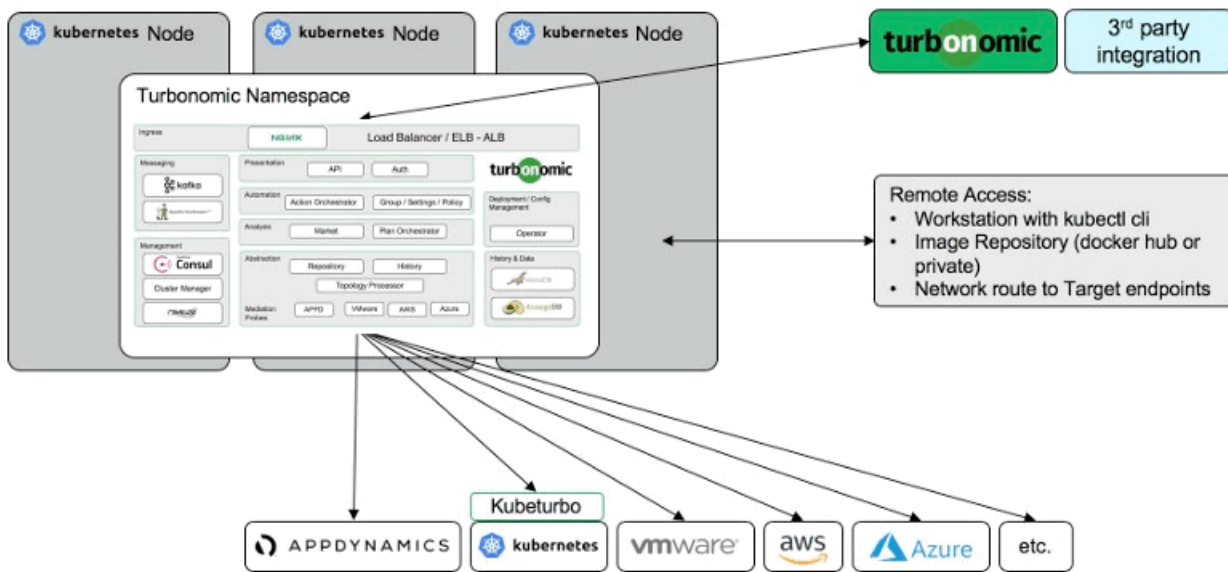 kubernetes Node
kubernetes Node
kubernetes Node
turbonomic
3rd party
integration
Turbonomic Namespace
Ingress
NGINX
Load Balancer / ELB - ALB
Messaging
kafka
Presentation
API
Auth
turbonomic
Automation
Action Orchestrator
Group / Settings / Policy
Deployment / Config
Management
Operator
Analysis
Market
Plan Orchestrator
Management
Consul
Cluster Manager
Abstraction
Repository
History
Topology Processor
Mediation
Probes
APPD
VMware
AWS
Azure
History & Data
ArangoDB
Remote Access:
• Workstation with kubectl cli
• Image Repository (docker hub or
private)
• Network route to Target endpoints
Kubeturbo
APPDYNAMICS
kubernetes
vmware
aws
Azure
etc.